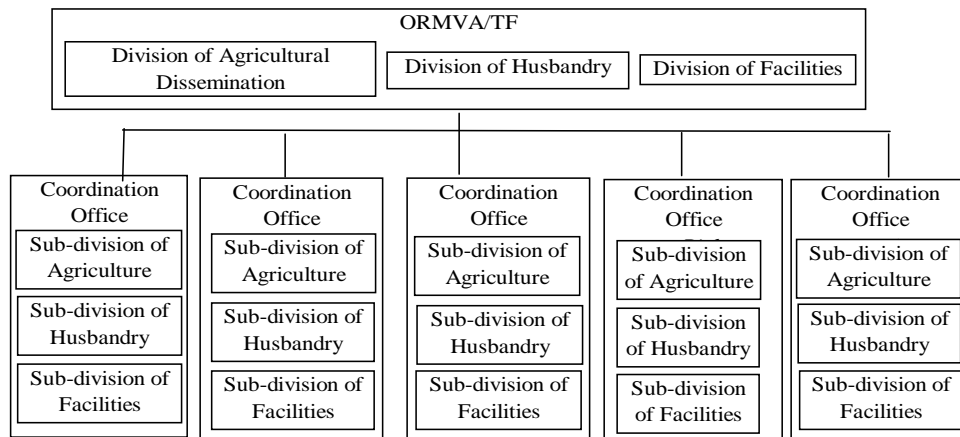 ORMVA/TF
Division of Agricultural
Dissemination
Division of Husbandry
Division of Facilities
Coordination
Office
Sub-division of
Agriculture
Sub-division of
Husbandry
Sub-division of
Facilities
Coordination
Office
Sub-division of
Agriculture
Sub-division of
Husbandry
Sub-division of
Facilities
Coordination
Office
Sub-division of
Agriculture
Sub-division of
Husbandry
Sub-division of
Facilities
Coordination
Office
Sub-division
of Agriculture
Sub-division
of Husbandry
Sub-division
of Facilities
Coordination
Office
Sub-division of
Agriculture
Sub-division of
Husbandry
Sub-division of
Facilities